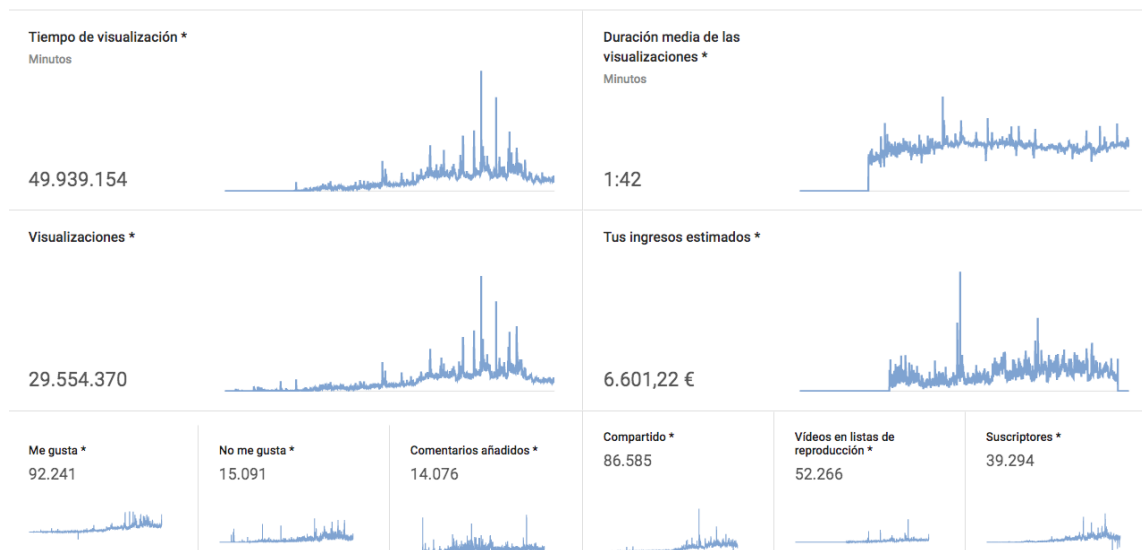 Tiempo de visualización *
Minutos
49.939.154
Duración media de las
visualizaciones *
Minutos
1:42
Visualizaciones *
29.554.370
Tus ingresos estimados *
6.601,22 €
Me gusta *
92.241
No me gusta *
15.091
Comentarios añadidos *
14.076
Compartido *
86.585
Vídeos en listas de
reproducción *
52.266
Suscriptores *
39.294